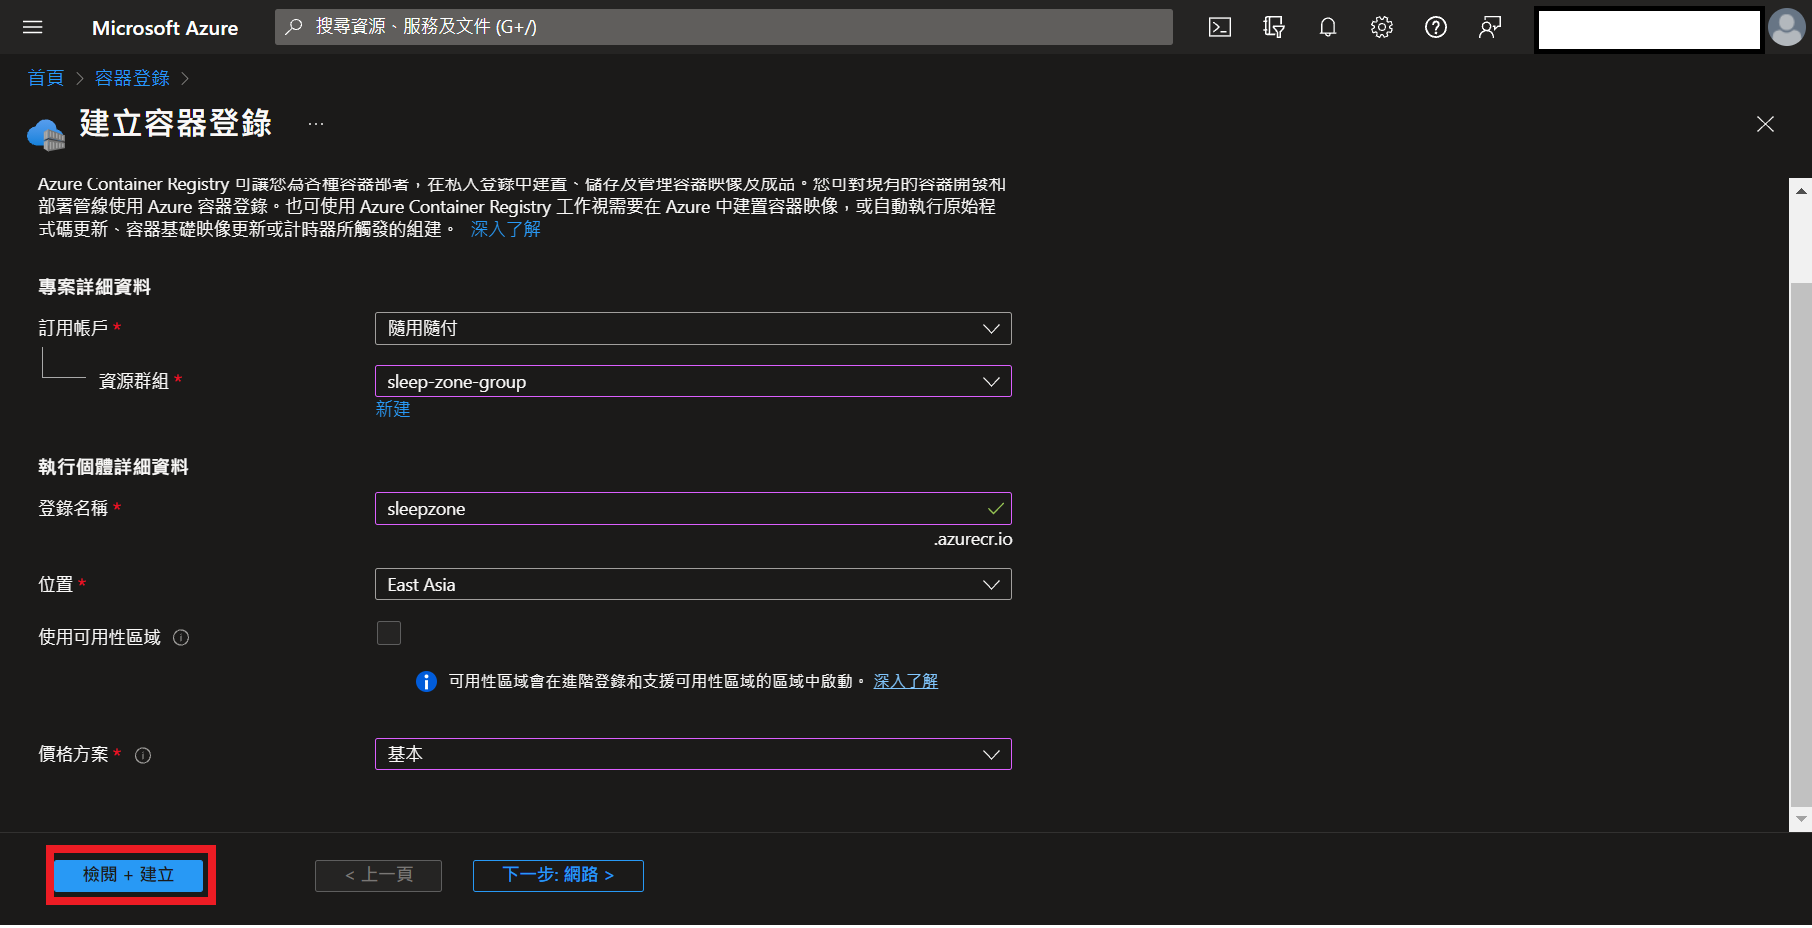 Microsoft Azure
搜尋資源、服務及文件 (G+/)
首頁 > 容器登錄 >
建立容器登錄 ...
Azure Container Registry 可讓您為各種容器部署，在私人登錄中建置、儲存及管理容器映像及成品。您可對現有的容器開發和
部署管線使用 Azure 容器登錄。也可使用 Azure Container Registry 工作視需要在 Azure 中建置容器映像，或自動執行原始程
式碼更新、容器基礎映像更新或計時器所觸發的組建。 深入了解
專案詳細資料
訂用帳戶 *
隨用隨付
資源群組 *
sleep-zone-group
新建
執行個體詳細資料
登錄名稱 *
sleepzone
.azurecr.io
位置 *
East Asia
使用可用性區域
可用性區域會在進階登錄和支援可用性區域的區域中啟動。 深入了解
價格方案 *
基本
檢閱 + 建立
< 上一頁
下一步: 網路 >